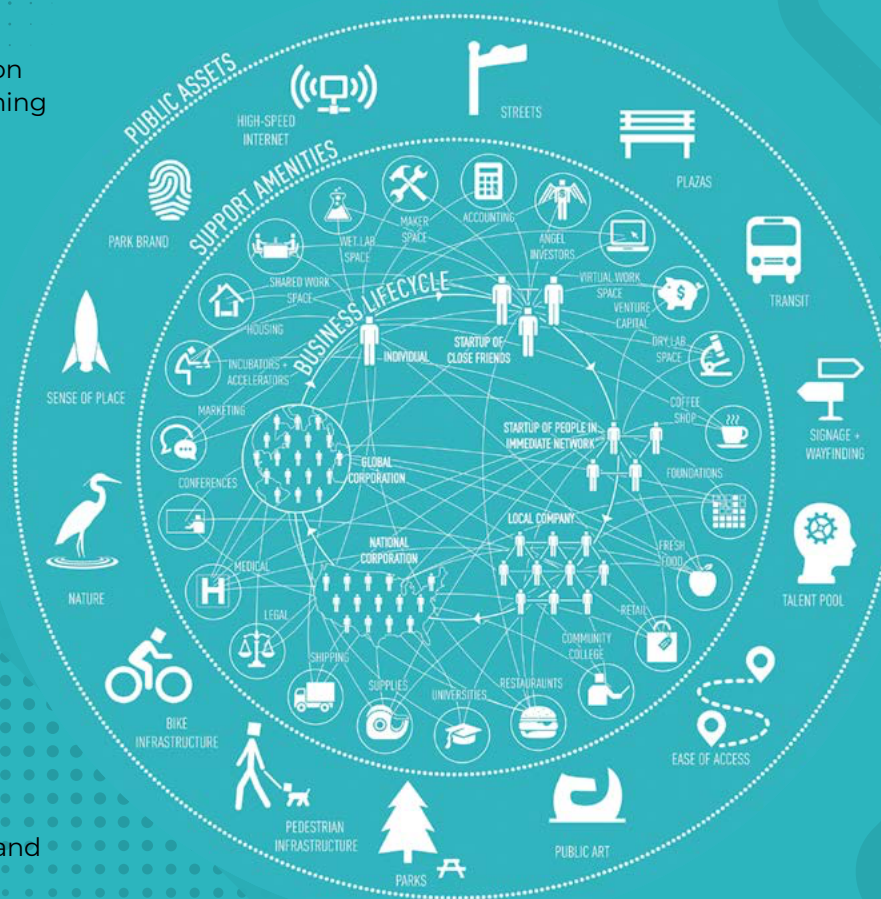 on
ning
and
PUBLIC ASSETS
HIGH-SPEED
INTERNET
STREETS
PLAZAS
TRANSIT
SIGNAGE +
WAYFINDING
TALENT POOL
EASE OF ACCESS
PUBLIC ART
PARKS
PEDESTRIAN
INFRASTRUCTURE
BIKE
INFRASTRUCTURE
NATURE
SENSE OF PLACE
PARK BRAND
SUPPORT AMENITIES
WET LAB
SPACE
MAKER
SPACE
ACCOUNTING
ANGEL
INVESTORS
VIRTUAL WORK
SPACE
VENTURE
CAPITAL
DRY LAB
SPACE
COFFEE
SHOP
FOUNDATIONS
FRESH
FOOD
RETAIL
COMMUNITY
COLLEGE
RESTAURAUNTS
UNIVERSITIES
SUPPLIES
SHIPPING
LEGAL
MEDICAL
H
CONFERENCES
MARKETING
INCUBATORS +
ACCELERATORS
HOUSING
SHARED WORK
SPACE
$
$
BUSINESS LIFECYCLE
INDIVIDUAL
STARTUP OF
CLOSE FRIENDS
STARTUP OF PEOPLE IN
IMMEDIATE NETWORK
LOCAL COMPANY
NATIONAL
CORPORATION
GLOBAL
CORPORATION